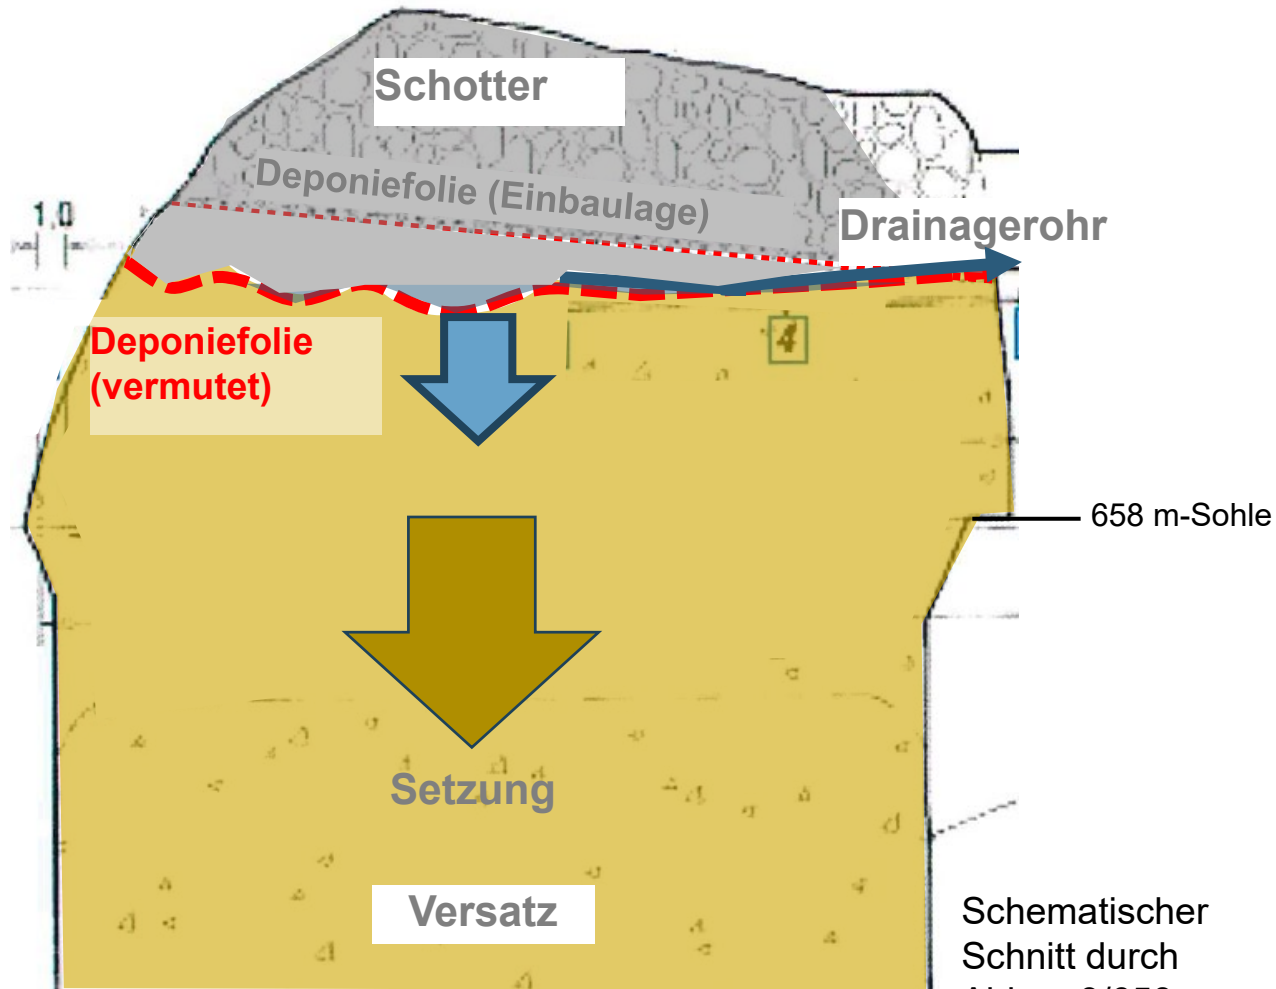 Schotter
Deponiefolie (Einbaulage)
1,0
Drainagerohr
Deponiefolie
(vermutet)
4
658 m-Sohle
Setzung
Versatz
Schematischer
Schnitt durch